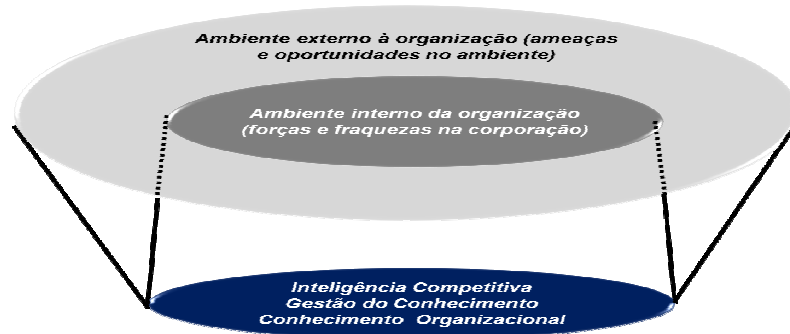 Ambiente externo à organização (ameaças
e oportunidades no ambiente)
Ambiente interno da organização
(forças e fraquezas na corporação)
Inteligência Competitiva
Gestão do Conhecimento
Conhecimento Organizacional